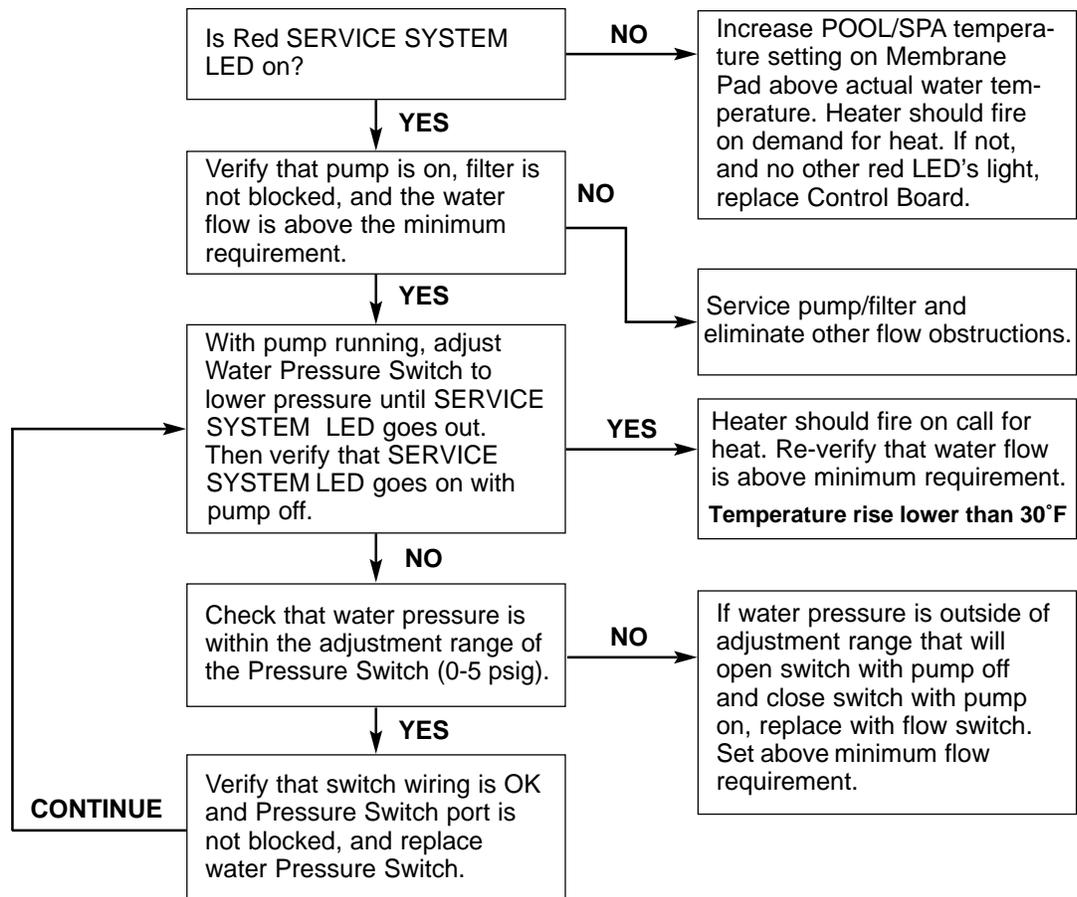 Is Red SERVICE SYSTEM
LED on?
NO
Increase POOL/SPA tempera-
ture setting on Membrane
Pad above actual water tem-
perature. Heater should fire
on demand for heat. If not,
and no other red LED's light,
replace Control Board.
YES
Verify that pump is on, filter is
not blocked, and the water
flow is above the minimum
requirement.
NO
Service pump/filter and
eliminate other flow obstructions.
YES
With pump running, adjust
Water Pressure Switch to
lower pressure until SERVICE
SYSTEM LED goes out.
Then verify that SERVICE
SYSTEM LED goes on with
pump off.
YES
Heater should fire on call for
heat. Re-verify that water flow
is above minimum requirement.
Temperature rise lower than 30˚F
NO
Check that water pressure is
within the adjustment range of
the Pressure Switch (0-5 psig).
NO
If water pressure is outside of
adjustment range that will
open switch with pump off
and close switch with pump
on, replace with flow switch.
Set above minimum flow
requirement.
YES
Verify that switch wiring is OK
and Pressure Switch port is
not blocked, and replace
water Pressure Switch.
CONTINUE